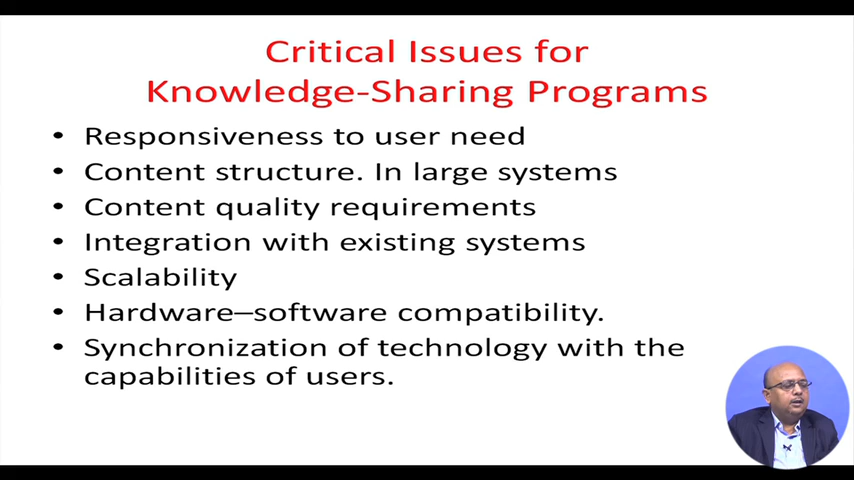 Critical Issues for
Knowledge-Sharing Programs
• Responsiveness to user need
• Content structure. In large systems
• Content quality requirements
• Integration with existing systems
• Scalability
• Hardware–software compatibility.
• Synchronization of technology with the
capabilities of users.